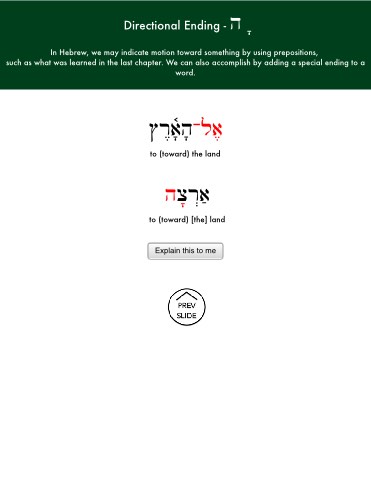 Directional Ending - ה ָ
In Hebrew, we may indicate motion toward something by using prepositions,
such as what was learned in the last chapter. We can also accomplish by adding a special ending to a
word.
אֶל־הָאָ֫רֶץ
to (toward) the land
אַרְצָה
to (toward) [the] land
Explain this to me
PREV
SLIDE